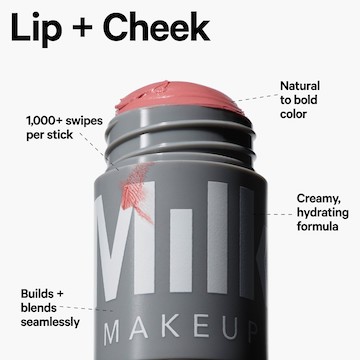 Lip + Cheek
Natural
to bold
color
1,000+ swipes
per stick
Milk
Creamy,
hydrating
formula
Builds +
blends
seamlessly
MAKEUP